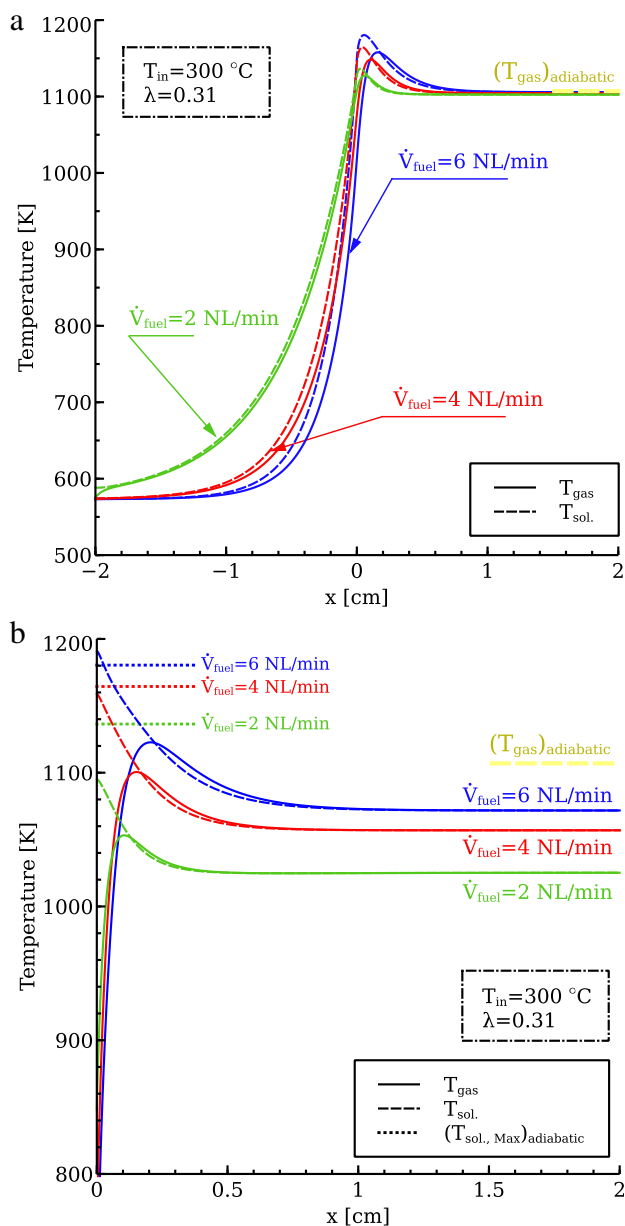 a
1200
1100
1000
900
800
700
600
500
Temperature [K]
T_in=300 °C
λ=0.31
(T_gas)_adiabatic
V̇_fuel=6 NL/min
V̇_fuel=2 NL/min
V̇_fuel=4 NL/min
T_gas
T_sol.
−2
−1
0
1
2
x [cm]
b
1200
1100
1000
900
800
Temperature [K]
V̇_fuel=6 NL/min
V̇_fuel=4 NL/min
V̇_fuel=2 NL/min
(T_gas)_adiabatic
V̇_fuel=6 NL/min
V̇_fuel=4 NL/min
V̇_fuel=2 NL/min
T_in=300 °C
λ=0.31
T_gas
T_sol.
(T_sol., Max)_adiabatic
0
0.5
1
1.5
2
x [cm]